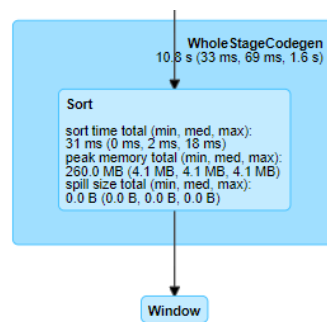 WholeStageCodegen
10.8 s (33 ms, 69 ms, 1.6 s)
Sort
sort time total (min, med, max):
31 ms (0 ms, 2 ms, 18 ms)
peak memory total (min, med, max):
260.0 MB (4.1 MB, 4.1 MB, 4.1 MB)
spill size total (min, med, max):
0.0 B (0.0 B, 0.0 B, 0.0 B)
Window